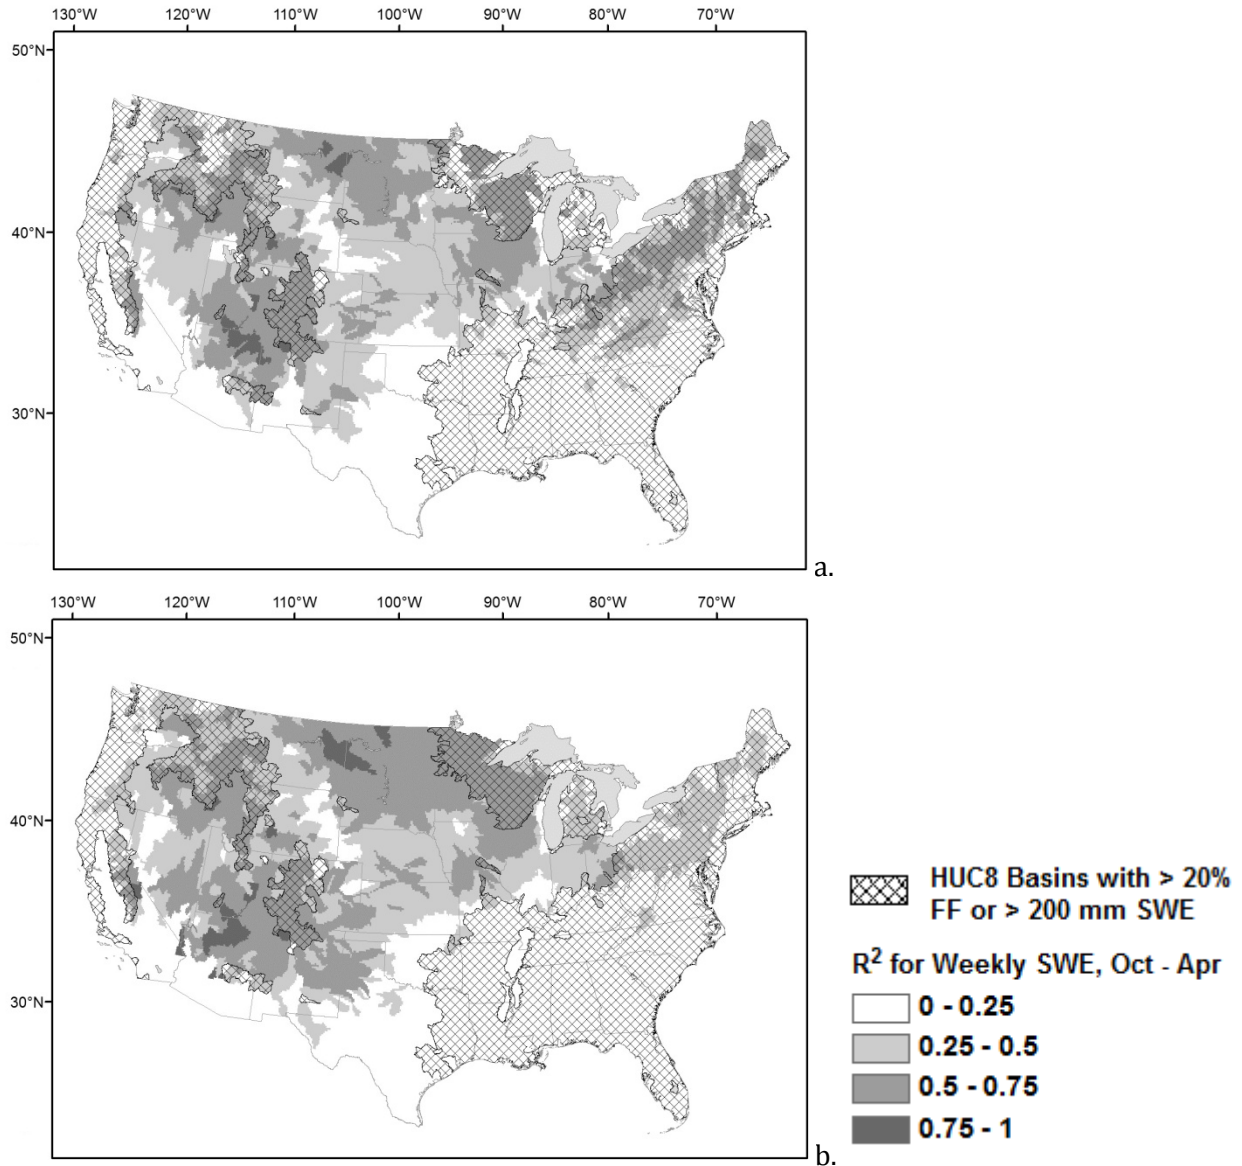 130°W 120°W 110°W 100°W 90°W 80°W 70°W
50°N
40°N
30°N
a.
130°W 120°W 110°W 100°W 90°W 80°W 70°W
50°N
40°N
30°N
b.
HUC8 Basins with > 20%
FF or > 200 mm SWE
R² for Weekly SWE, Oct - Apr
0 - 0.25
0.25 - 0.5
0.5 - 0.75
0.75 - 1